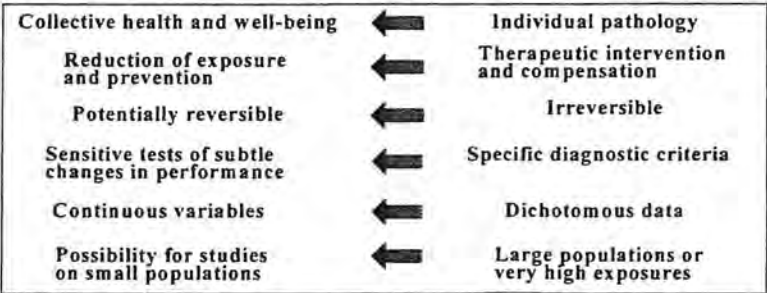 Collective health and well-being
Individual pathology
Reduction of exposure
and prevention
Therapeutic intervention
and compensation
Potentially reversible
Irreversible
Sensitive tests of subtle
changes in performance
Specific diagnostic criteria
Continuous variables
Dichotomous data
Possibility for studies
on small populations
Large populations or
very high exposures